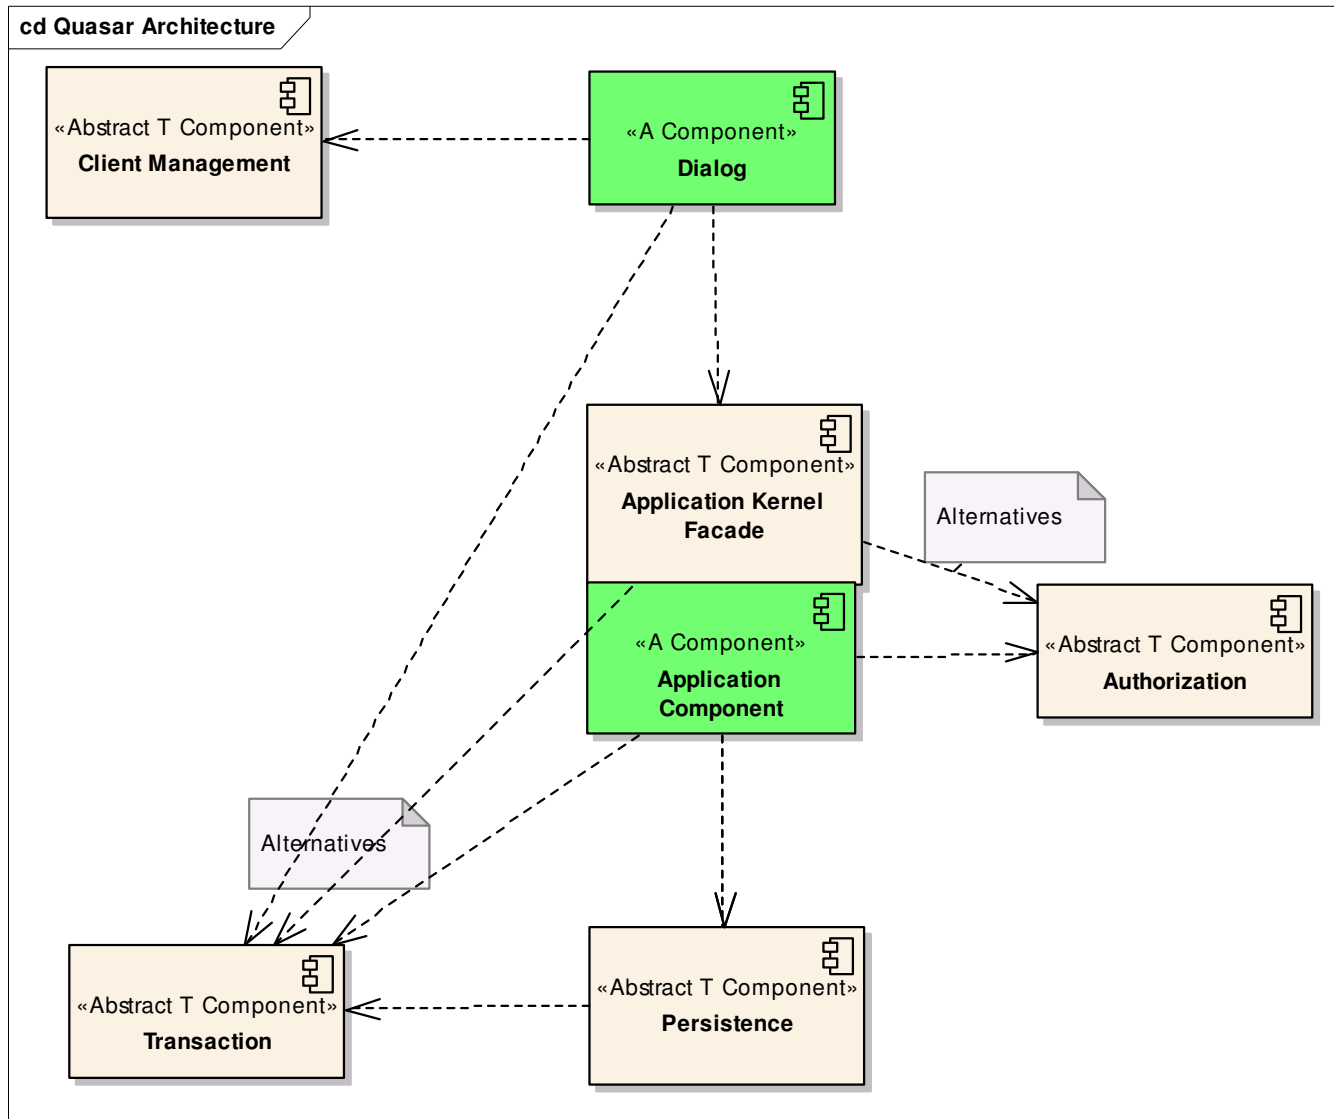 cd Quasar Architecture
«Abstract T Component»
Client Management
«A Component»
Dialog
«Abstract T Component»
Application Kernel
Facade
Alternatives
«A Component»
Application
Component
«Abstract T Component»
Authorization
Alternatives
«Abstract T Component»
Transaction
«Abstract T Component»
Persistence